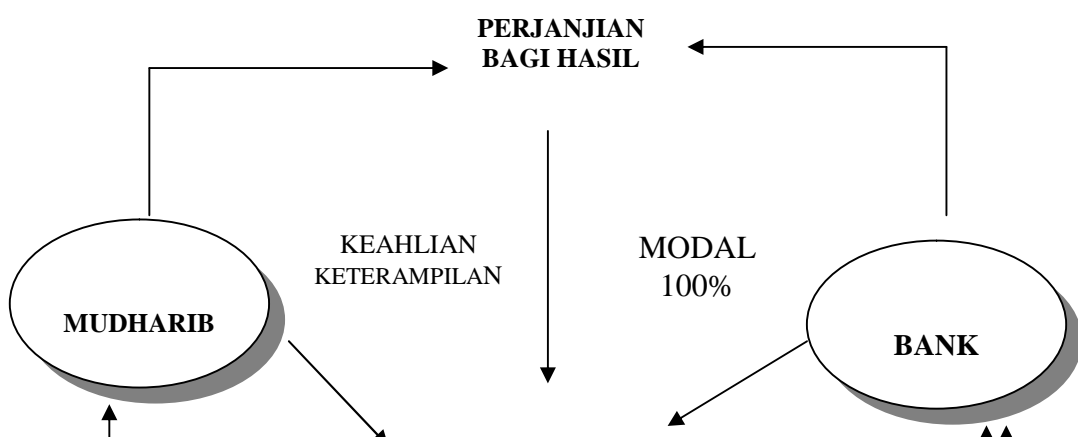 PERJANJIAN
BAGI HASIL
KEAHLIAN
KETERAMPILAN
MODAL
100%
MUDHARIB
BANK